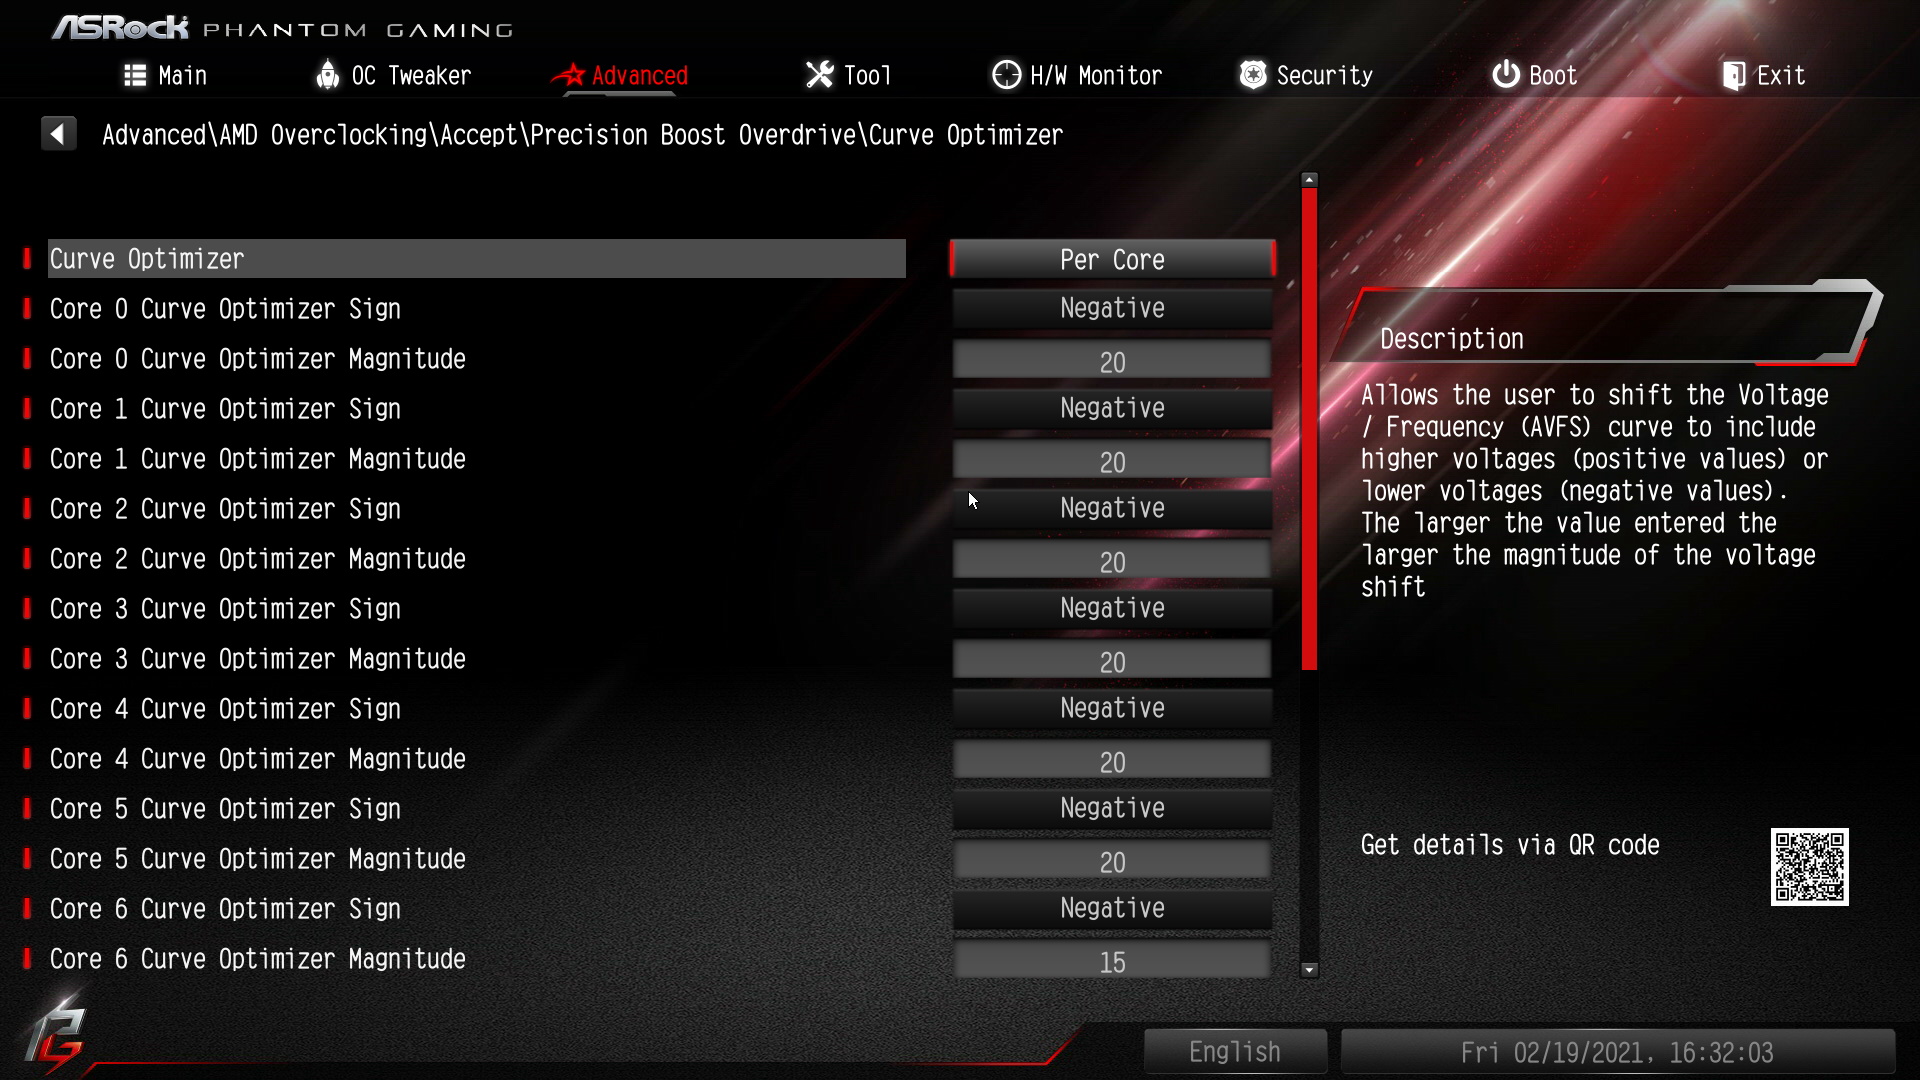 ASRock PHANTOM GAMING
Main OC Tweaker Advanced Tool H/W Monitor Security Boot Exit
Advanced\AMD Overclocking\Accept\Precision Boost Overdrive\Curve Optimizer
Curve Optimizer Per Core
Core 0 Curve Optimizer Sign Negative
Core 0 Curve Optimizer Magnitude 20
Core 1 Curve Optimizer Sign Negative
Core 1 Curve Optimizer Magnitude 20
Core 2 Curve Optimizer Sign Negative
Core 2 Curve Optimizer Magnitude 20
Core 3 Curve Optimizer Sign Negative
Core 3 Curve Optimizer Magnitude 20
Core 4 Curve Optimizer Sign Negative
Core 4 Curve Optimizer Magnitude 20
Core 5 Curve Optimizer Sign Negative
Core 5 Curve Optimizer Magnitude 20
Core 6 Curve Optimizer Sign Negative
Core 6 Curve Optimizer Magnitude 15
Description
Allows the user to shift the Voltage
/ Frequency (AVFS) curve to include
higher voltages (positive values) or
lower voltages (negative values).
The larger the value entered the
larger the magnitude of the voltage
shift
Get details via QR code
English
Fri 02/19/2021, 16:32:03